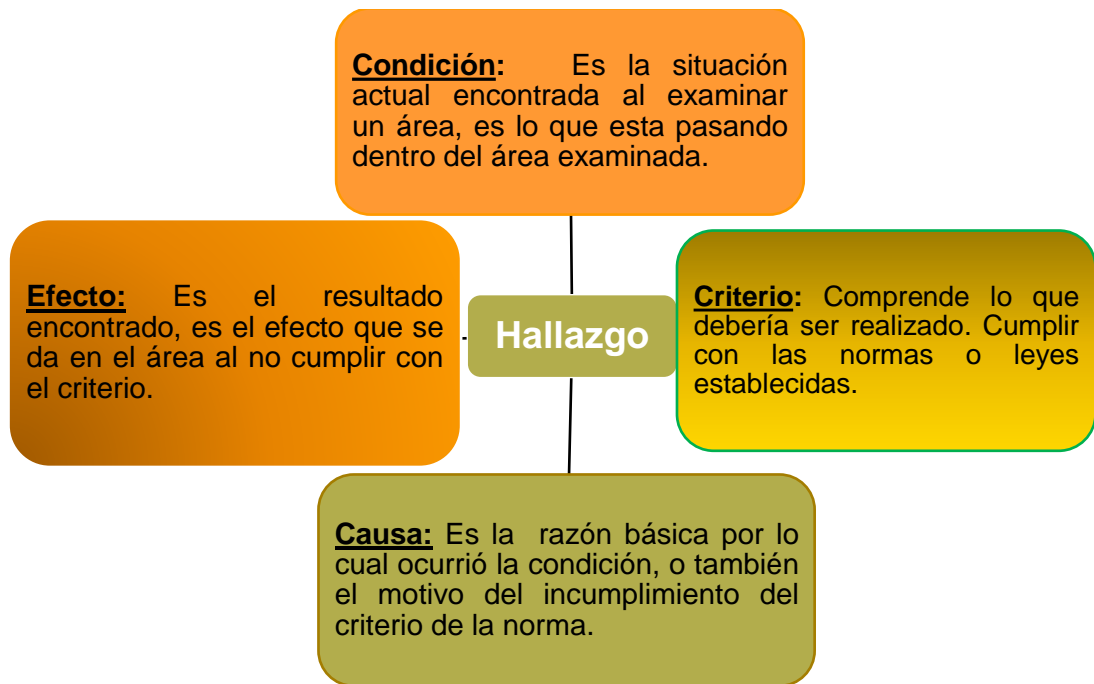 Condición: Es la situación
actual encontrada al examinar
un área, es lo que esta pasando
dentro del área examinada.
Efecto: Es el resultado
encontrado, es el efecto que se
da en el área al no cumplir con
el criterio.
Hallazgo
Criterio: Comprende lo que
debería ser realizado. Cumplir
con las normas o leyes
establecidas.
Causa: Es la razón básica por lo
cual ocurrió la condición, o también
el motivo del incumplimiento del
criterio de la norma.